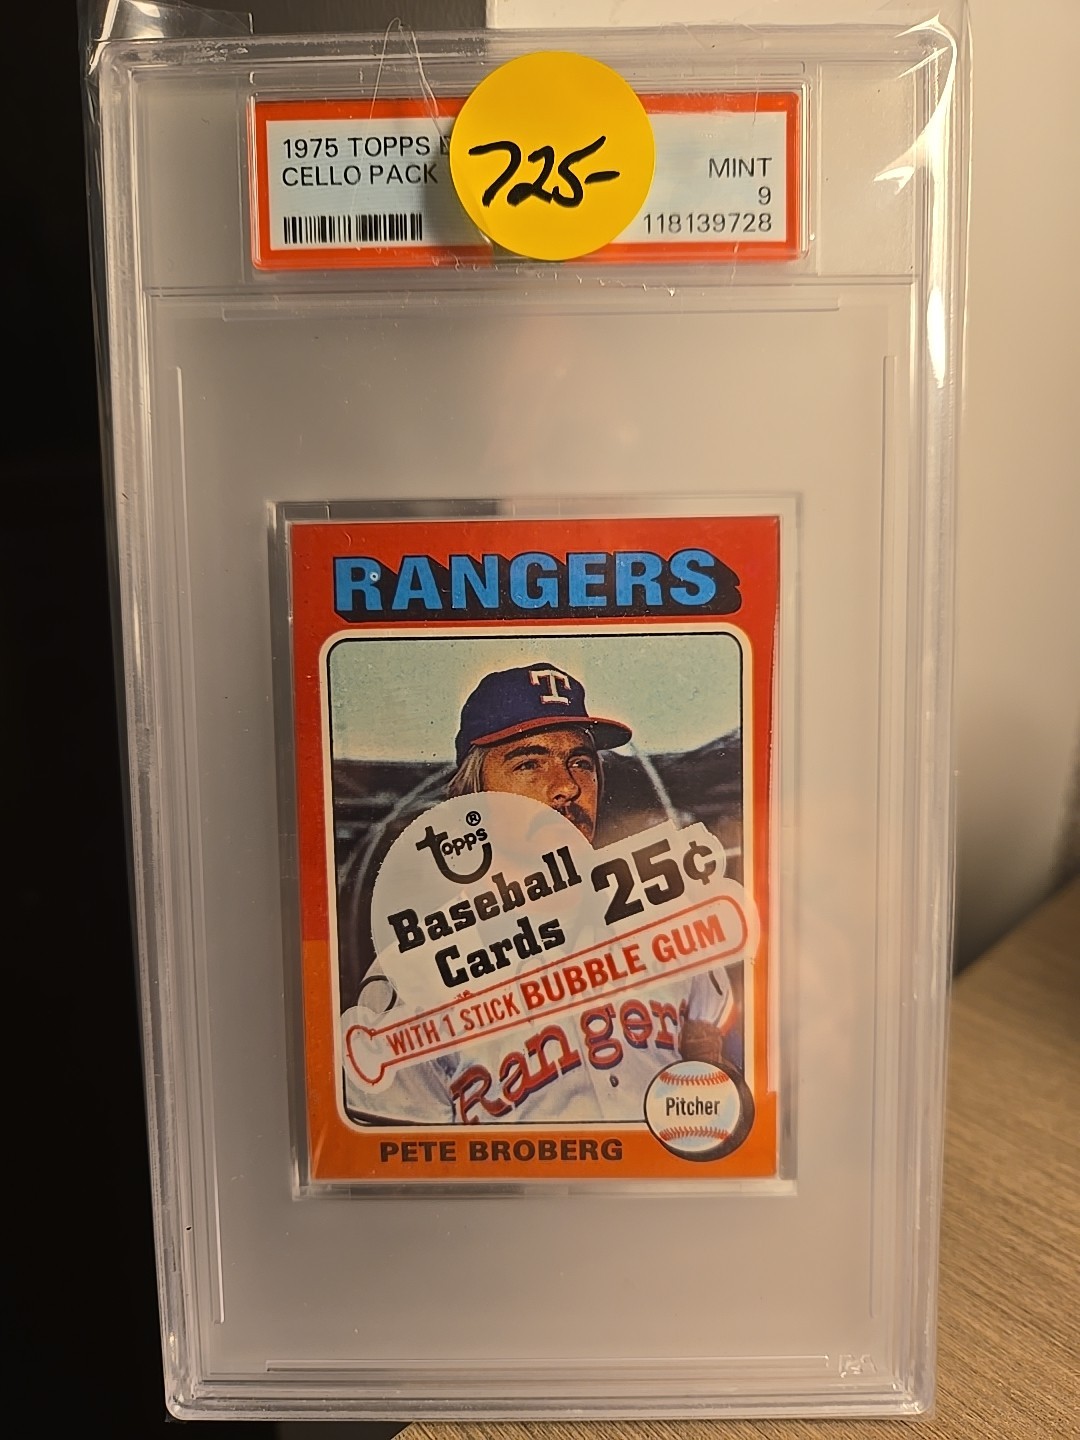 1975 TOPPS
CELLO PACK
725-
MINT
9
118139728
RANGERS
T
Topps®
Baseball
Cards
25¢
WITH 1 STICK BUBBLE GUM
Rangers
Pitcher
PETE BROBERG